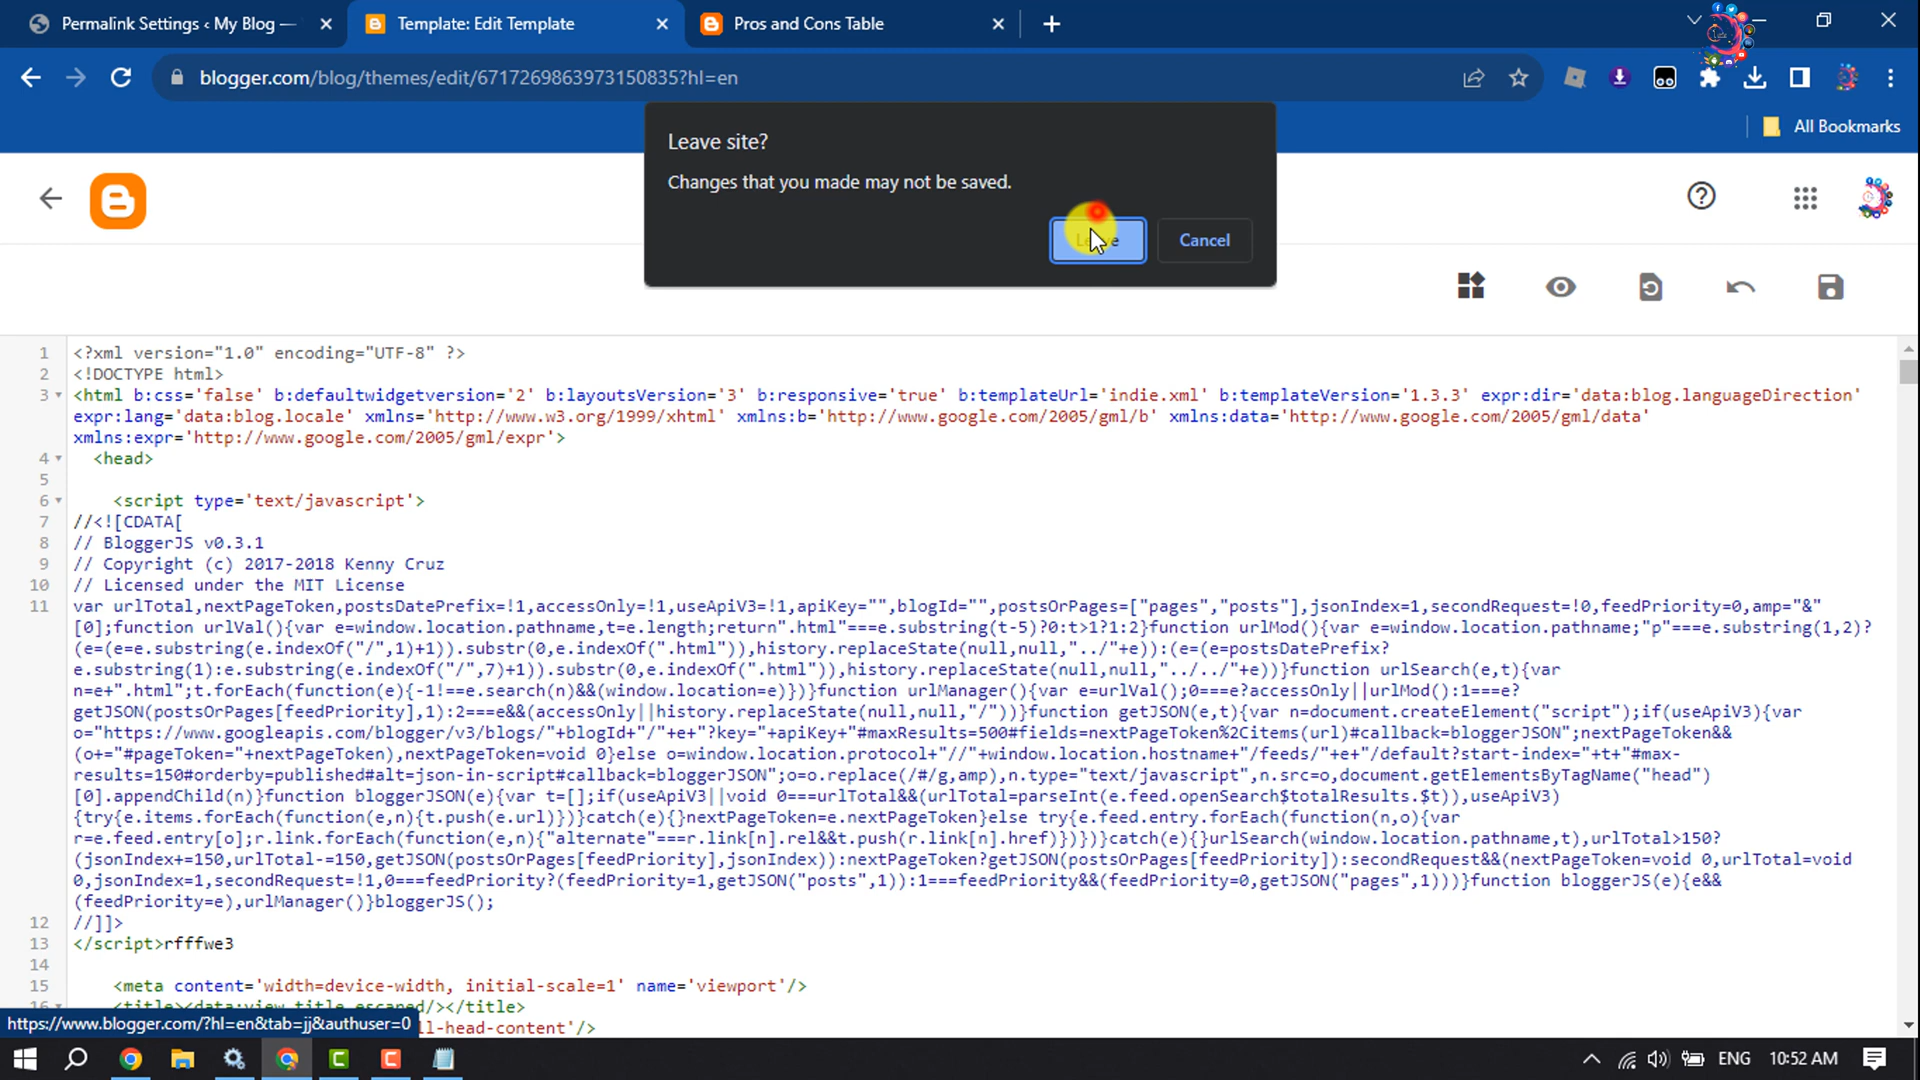 Permalink Settings ‹ My Blog —
Template: Edit Template
Pros and Cons Table
blogger.com/blog/themes/edit/6717269863973150835?hl=en
All Bookmarks
Leave site?
Changes that you made may not be saved.
Cancel
1 <?xml version="1.0" encoding="UTF-8" ?>
2 <!DOCTYPE html>
3 <html b:css='false' b:defaultwidgetversion='2' b:layoutsVersion='3' b:responsive='true' b:templateUrl='indie.xml' b:templateVersion='1.3.3' expr:dir='data:blog.languageDirection'
expr:lang='data:blog.locale' xmlns='http://www.w3.org/1999/xhtml' xmlns:b='http://www.google.com/2005/gml/b' xmlns:data='http://www.google.com/2005/gml/data'
xmlns:expr='http://www.google.com/2005/gml/expr'>
4 <head>
5
6 <script type='text/javascript'>
7 //<![CDATA[
8 // BloggerJS v0.3.1
9 // Copyright (c) 2017-2018 Kenny Cruz
10 // Licensed under the MIT License
11 var urlTotal,nextPageToken,postsDatePrefix=!1,accessOnly=!1,useApiV3=!1,apiKey="",blogId="",postsOrPages=["pages","posts"],jsonIndex=1,secondRequest=!0,feedPriority=0,amp="&"
[0];function urlVal(){var e=window.location.pathname,t=e.length;return".html"===e.substring(t-5)?0:t>1?1:2}function urlMod(){var e=window.location.pathname;"p"===e.substring(1,2)?
(e=(e=e.substring(e.indexOf("/",1)+1)).substr(0,e.indexOf(".html")),history.replaceState(null,null,"../"+e)):(e=(e=postsDatePrefix?
e.substring(1):e.substring(e.indexOf("/",7)+1)).substr(0,e.indexOf(".html")),history.replaceState(null,null,"../../"+e))}function urlSearch(e,t){var
n=e+".html";t.forEach(function(e){-1!==e.search(n)&&(window.location=e)})}function urlManager(){var e=urlVal();0===e?accessOnly||urlMod():1===e?
getJSON(postsOrPages[feedPriority],1):2===e&&(accessOnly||history.replaceState(null,null,"/"))}function getJSON(e,t){var n=document.createElement("script");if(useApiV3){var
o="https://www.googleapis.com/blogger/v3/blogs/"+blogId+"/"+e+"?key="+apiKey+"#maxResults=500#fields=nextPageToken%2Citems(url)#callback=bloggerJSON";nextPageToken&&
(o+="#pageToken="+nextPageToken),nextPageToken=void 0}else o=window.location.protocol+"//"+window.location.hostname+"/feeds/"+e+"/default?start-index="+t+"#max-
results=150#orderby=published#alt=json-in-script#callback=bloggerJSON";o=o.replace(/#/g,amp),n.type="text/javascript",n.src=o,document.getElementsByTagName("head")
[0].appendChild(n)}function bloggerJSON(e){var t=[];if(useApiV3||void 0===urlTotal&&(urlTotal=parseInt(e.feed.openSearch$totalResults.$t)),useApiV3)
{try{e.items.forEach(function(e,n){t.push(e.url)})}catch(e){}nextPageToken=e.nextPageToken}else try{e.feed.entry.forEach(function(n,o){var
r=e.feed.entry[o];r.link.forEach(function(e,n){"alternate"===r.link[n].rel&&t.push(r.link[n].href)})})}catch(e){}urlSearch(window.location.pathname,t),urlTotal>150?
(jsonIndex+=150,urlTotal-=150,getJSON(postsOrPages[feedPriority],jsonIndex)):nextPageToken?getJSON(postsOrPages[feedPriority]):secondRequest&&(nextPageToken=void 0,urlTotal=void
0,jsonIndex=1,secondRequest=!1,0===feedPriority?(feedPriority=1,getJSON("posts",1)):1===feedPriority&&(feedPriority=0,getJSON("pages",1)))}function bloggerJS(e){e&&
(feedPriority=e),urlManager()}bloggerJS();
12 //]]>
13 </script>rfffwe3
14
15 <meta content='width=device-width, initial-scale=1' name='viewport'/>
16 <title><data:view.title.escaped/></title>
https://www.blogger.com/?hl=en&tab=jj&authuser=0
ll-head-content'/>
ENG
10:52 AM